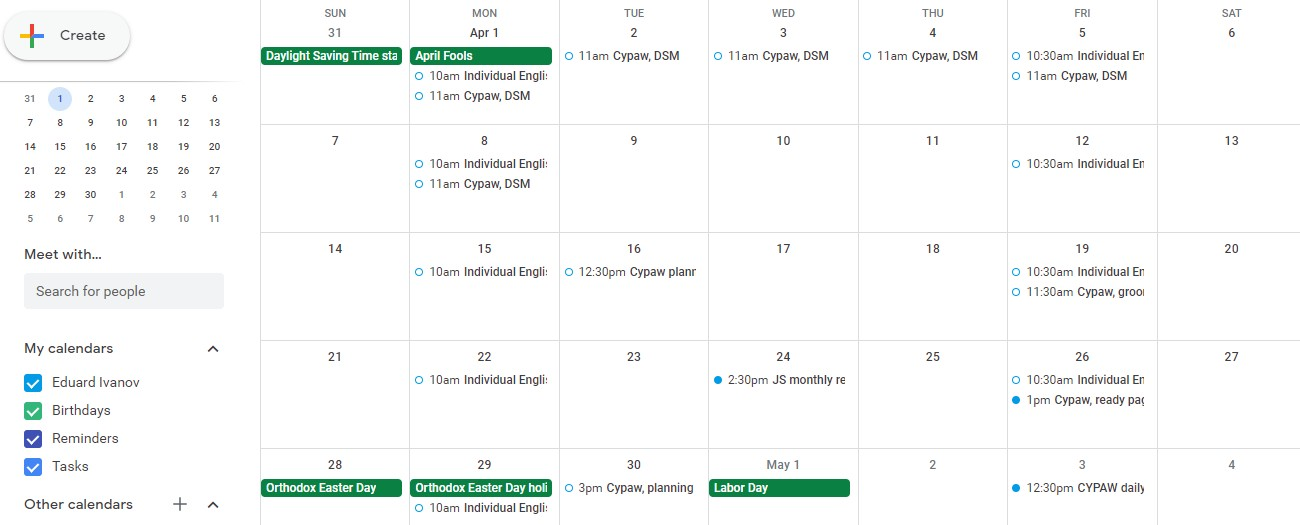 Create
31 1 2 3 4 5 6
7 8 9 10 11 12 13
14 15 16 17 18 19 20
21 22 23 24 25 26 27
28 29 30 1 2 3 4
5 6 7 8 9 10 11
Meet with...
Search for people
My calendars
Eduard Ivanov
Birthdays
Reminders
Tasks
Other calendars
SUN MON TUE WED THU FRI SAT
31 Apr 1 2 3 4 5 6
Daylight Saving Time sta
April Fools
10am Individual Englis
11am Cypaw, DSM
11am Cypaw, DSM
11am Cypaw, DSM
11am Cypaw, DSM
10:30am Individual En
11am Cypaw, DSM
7 8 9 10 11 12 13
10am Individual Englis
11am Cypaw, DSM
10:30am Individual En
14 15 16 17 18 19 20
10am Individual Englis
12:30pm Cypaw plann
10:30am Individual En
11:30am Cypaw, groo
21 22 23 24 25 26 27
10am Individual Englis
2:30pm JS monthly re
10:30am Individual En
1pm Cypaw, ready pag
28 29 30 May 1 2 3 4
Orthodox Easter Day
Orthodox Easter Day holi
10am Individual Englis
3pm Cypaw, planning
Labor Day
12:30pm CYPAW daily